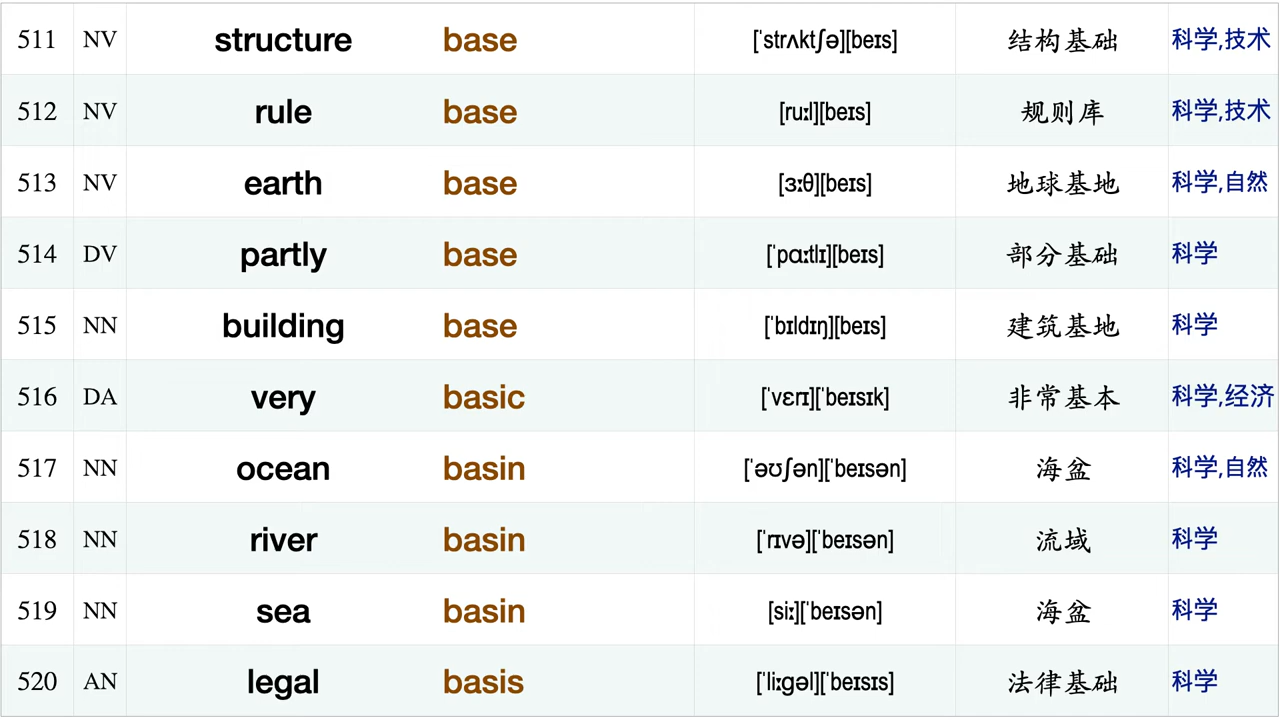 511 NV structure base [ˈstrʌktʃə][beɪs] 结构基础 科学,技术
512 NV rule base [ruːl][beɪs] 规则库 科学,技术
513 NV earth base [ɜːθ][beɪs] 地球基地 科学,自然
514 DV partly base [ˈpɑːtlɪ][beɪs] 部分基础 科学
515 NN building base [ˈbɪldɪŋ][beɪs] 建筑基地 科学
516 DA very basic [ˈvɛrɪ][ˈbeɪsɪk] 非常基本 科学,经济
517 NN ocean basin [ˈəʊʃən][ˈbeɪsən] 海盆 科学,自然
518 NN river basin [ˈrɪvə][ˈbeɪsən] 流域 科学
519 NN sea basin [siː][ˈbeɪsən] 海盆 科学
520 AN legal basis [ˈliːgəl][ˈbeɪsɪs] 法律基础 科学